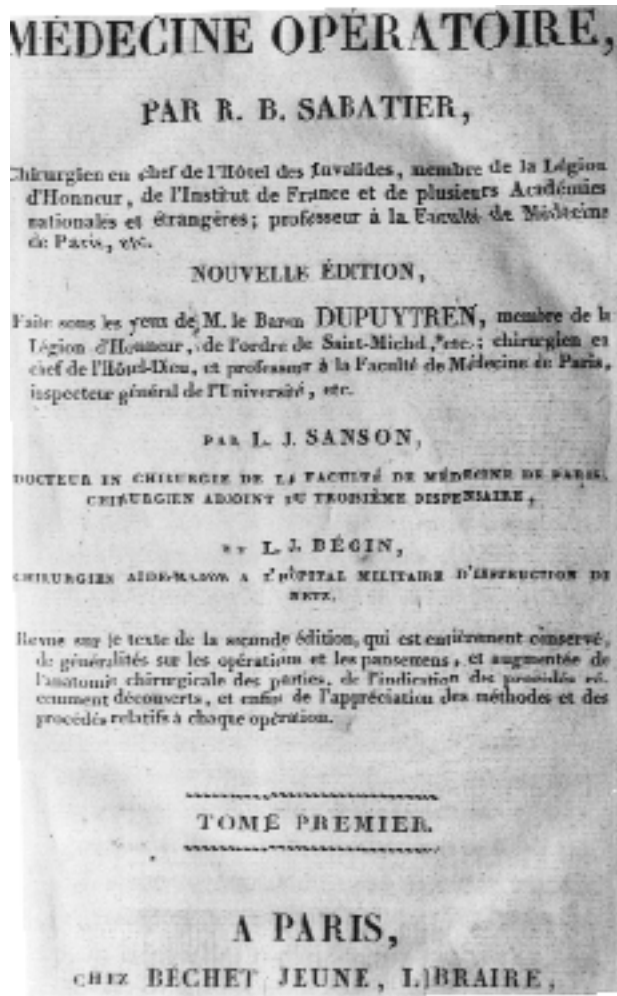 MÉDECINE OPÉRATOIRE,
PAR R. B. SABATIER,
Chirurgien en chef de l'Hôtel des Invalides, membre de la Légion
d'Honneur, de l'Institut de France et de plusieurs Académies
nationales et étrangères; professeur à la Faculté de Médecine
de Paris, etc.
NOUVELLE ÉDITION,
Faite sous les yeux de M. le Baron DUPUYTREN, membre de la
Légion d'Honneur, de l'ordre de Saint-Michel, etc.; chirurgien en
chef de l'Hôtel-Dieu, et professeur à la Faculté de Médecine de Paris,
inspecteur général de l'Université, etc.
PAR L. J. SANSON,
DOCTEUR EN CHIRURGIE DE LA FACULTÉ DE MÉDECINE DE PARIS,
CHIRURGIEN ADJOINT AU TROISIÈME DISPENSAIRE,
ET L. J. BÉGIN,
CHIRURGIEN AIDE-MAJOR A L'HÔPITAL MILITAIRE D'INSTRUCTION DE
METZ.
Revue sur le texte de la seconde édition, qui est entièrement conservé,
de généralités sur les opérations et les pansemens, et augmentée de
l'anatomie chirurgicale des parties, de l'indication des procédés ré-
cemment découverts, et enfin de l'appréciation des méthodes et des
procédés relatifs à chaque opération.
TOME PREMIER.
A PARIS,
CHEZ BÉCHET JEUNE, LIBRAIRE,